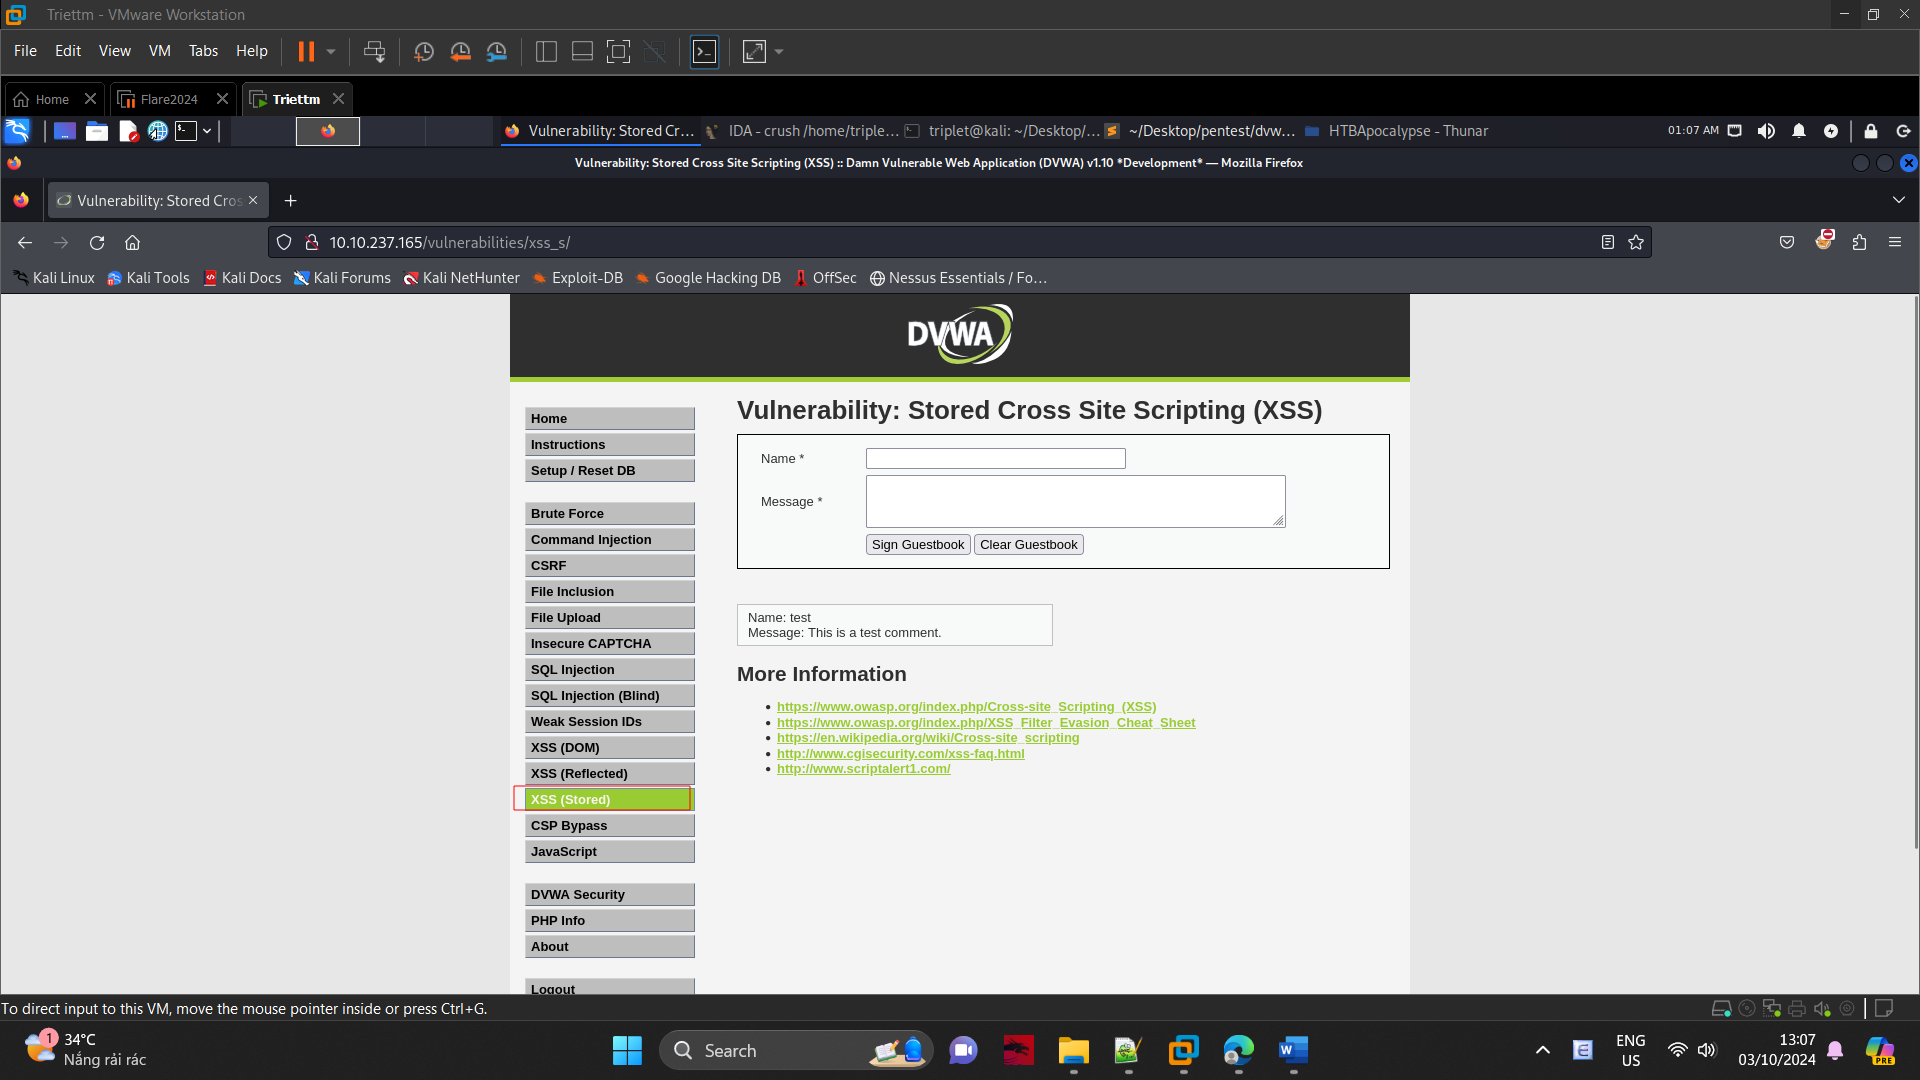 Triettm - VMware Workstation
File Edit View VM Tabs Help
Home Flare2024 Triettm
Vulnerability: Stored Cr... IDA - crush /home/triple... triplet@kali: ~/Desktop/... ~/Desktop/pentest/dvw... HTBApocalypse - Thunar 01:07 AM
Vulnerability: Stored Cross Site Scripting (XSS) :: Damn Vulnerable Web Application (DVWA) v1.10 *Development* — Mozilla Firefox
Vulnerability: Stored Cros
10.10.237.165/vulnerabilities/xss_s/
Kali Linux Kali Tools Kali Docs Kali Forums Kali NetHunter Exploit-DB Google Hacking DB OffSec Nessus Essentials / Fo...
DVWA
Home
Instructions
Setup / Reset DB
Brute Force
Command Injection
CSRF
File Inclusion
File Upload
Insecure CAPTCHA
SQL Injection
SQL Injection (Blind)
Weak Session IDs
XSS (DOM)
XSS (Reflected)
XSS (Stored)
CSP Bypass
JavaScript
DVWA Security
PHP Info
About
Logout
Vulnerability: Stored Cross Site Scripting (XSS)
Name *
Message *
Sign Guestbook Clear Guestbook
Name: test
Message: This is a test comment.
More Information
https://www.owasp.org/index.php/Cross-site_Scripting_(XSS)
https://www.owasp.org/index.php/XSS_Filter_Evasion_Cheat_Sheet
https://en.wikipedia.org/wiki/Cross-site_scripting
http://www.cgisecurity.com/xss-faq.html
http://www.scriptalert1.com/
To direct input to this VM, move the mouse pointer inside or press Ctrl+G.
1
34°C
Nắng rải rác
Search
ENG
US
13:07
03/10/2024
PRE